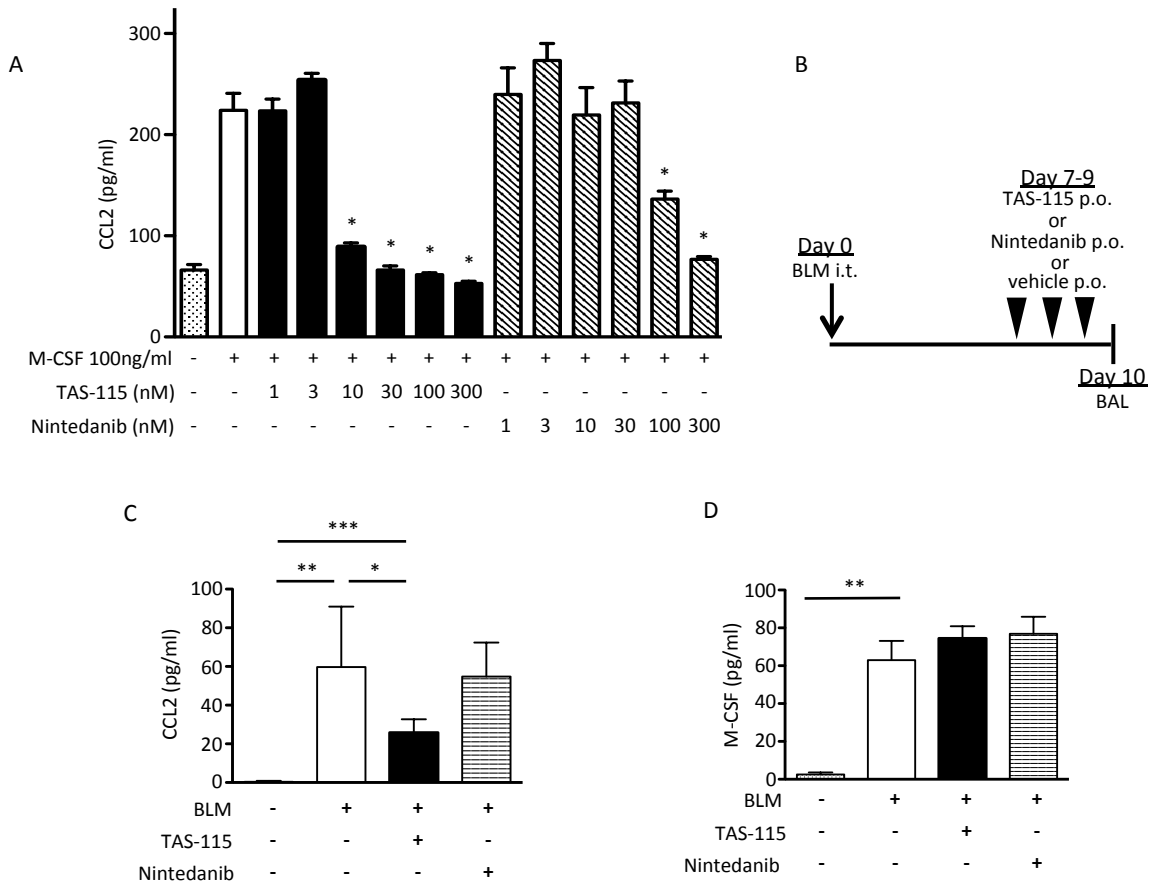 A
300
200
100
0
CCL2 (pg/ml)
* * * * * *
M-CSF 100ng/ml - + + + + + + + + + + + + +
TAS-115 (nM) - - 1 3 10 30 100 300 - - - - - -
Nintedanib (nM) - - - - - - - - 1 3 10 30 100 300
B
Day 0
BLM i.t.
Day 7-9
TAS-115 p.o.
or
Nintedanib p.o.
or
vehicle p.o.
Day 10
BAL
C
***
** *
100
80
60
40
20
0
CCL2 (pg/ml)
BLM - + + +
TAS-115 - - + -
Nintedanib - - - +
D
**
100
80
60
40
20
0
M-CSF (pg/ml)
BLM - + + +
TAS-115 - - + -
Nintedanib - - - +